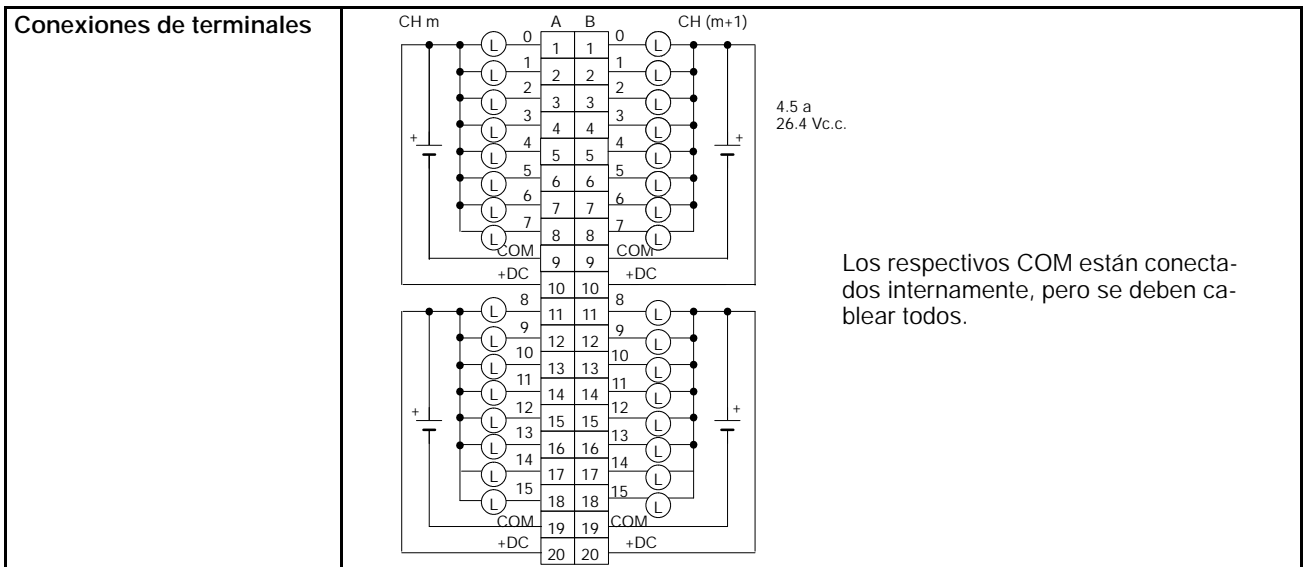 Conexiones de terminales
CH m A B CH (m+1)
0 1 1 0
L L
1 2 2 1
L L
2 3 3 2
L L
3 4 4 3
L L
4 5 5 4
L L
5 6 6 5
L L
6 7 7 6
L L
7 8 8 7
L L
COM 9 9 COM
+DC 10 10 +DC
+ +
4.5 a
26.4 Vc.c.
Los respectivos COM están conecta-
dos internamente, pero se deben ca-
blear todos.
8 11 11 8
L L
9 12 12 9
L L
10 13 13 10
L L
11 14 14 11
L L
12 15 15 12
L L
13 16 16 13
L L
14 17 17 14
L L
15 18 18 15
L L
COM 19 19 COM
+DC 20 20 +DC
+ +